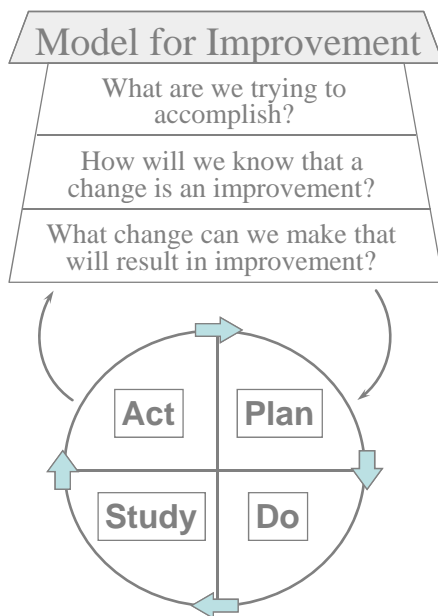 Model for Improvement
What are we trying to
accomplish?
How will we know that a
change is an improvement?
What change can we make that
will result in improvement?
Act
Plan
Study
Do